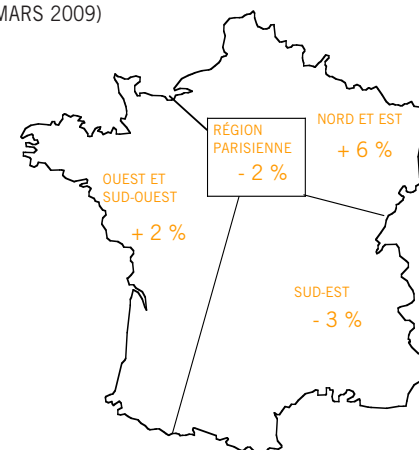 MARS 2009)
NORD ET EST
+ 6 %
RÉGION
PARISIENNE
- 2 %
OUEST ET
SUD-OUEST
+ 2 %
SUD-EST
- 3 %